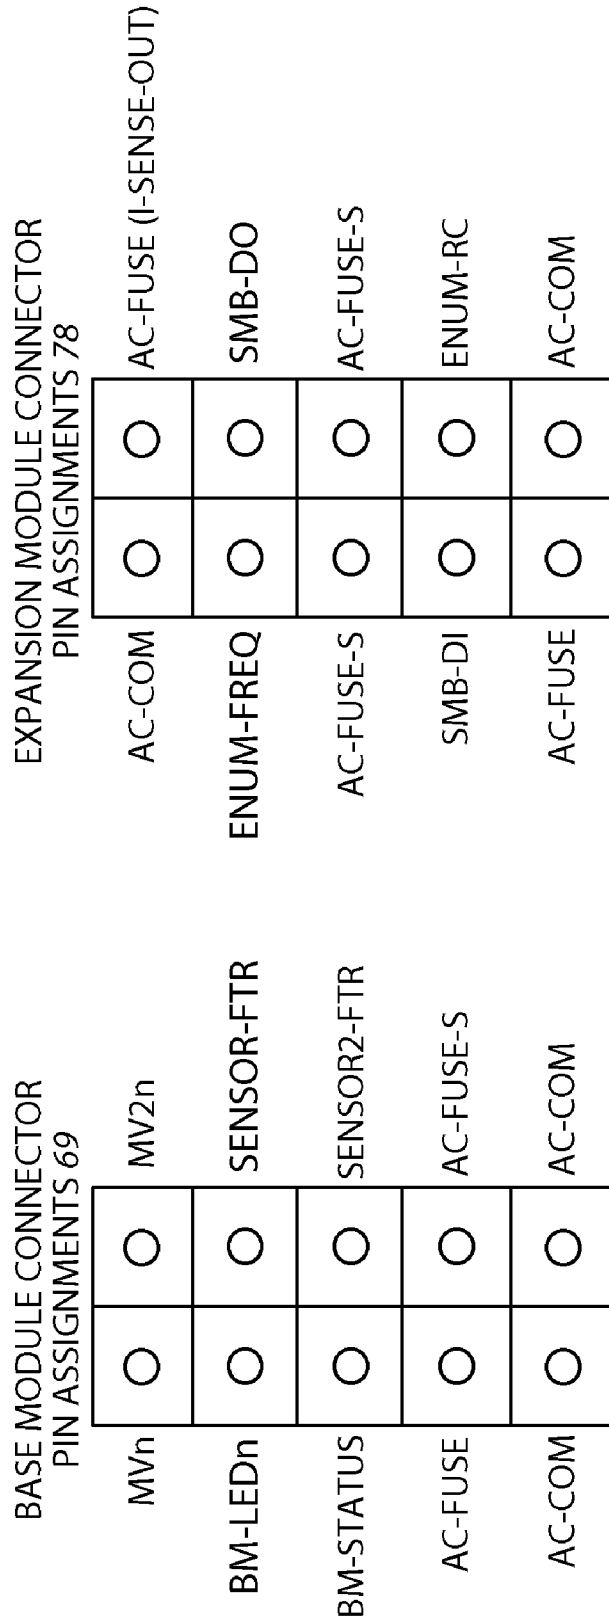 BASE MODULE CONNECTOR
PIN ASSIGNMENTS 69
MVn
MV2n
BM-LEDn
SENSOR-FTR
BM-STATUS
SENSOR2-FTR
AC-FUSE
AC-FUSE-S
AC-COM
AC-COM
EXPANSION MODULE CONNECTOR
PIN ASSIGNMENTS 78
AC-COM
AC-FUSE (I-SENSE-OUT)
ENUM-FREQ
SMB-DO
AC-FUSE-S
AC-FUSE-S
SMB-DI
ENUM-RC
AC-FUSE
AC-COM